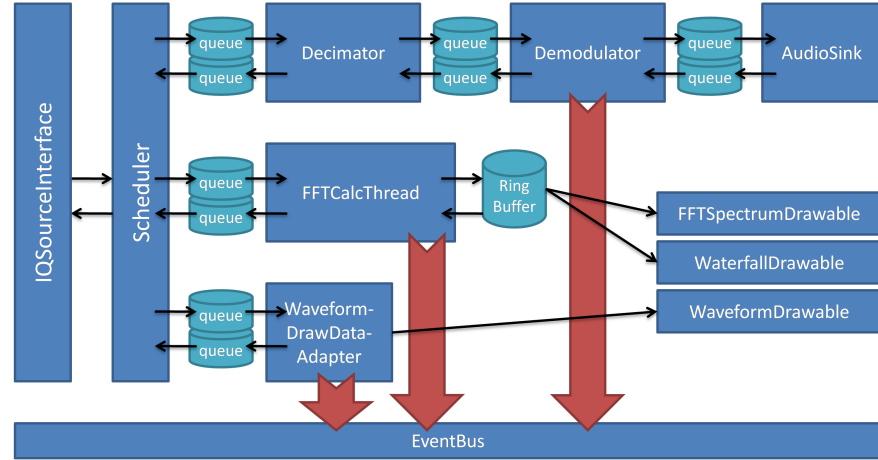 IQSourceInterface
Scheduler
queue
queue
Decimator
queue
queue
Demodulator
queue
queue
AudioSink
queue
queue
FFTCalcThread
Ring
Buffer
FFTSpectrumDrawable
WaterfallDrawable
WaveformDrawable
queue
queue
Waveform-
DrawData-
Adapter
EventBus